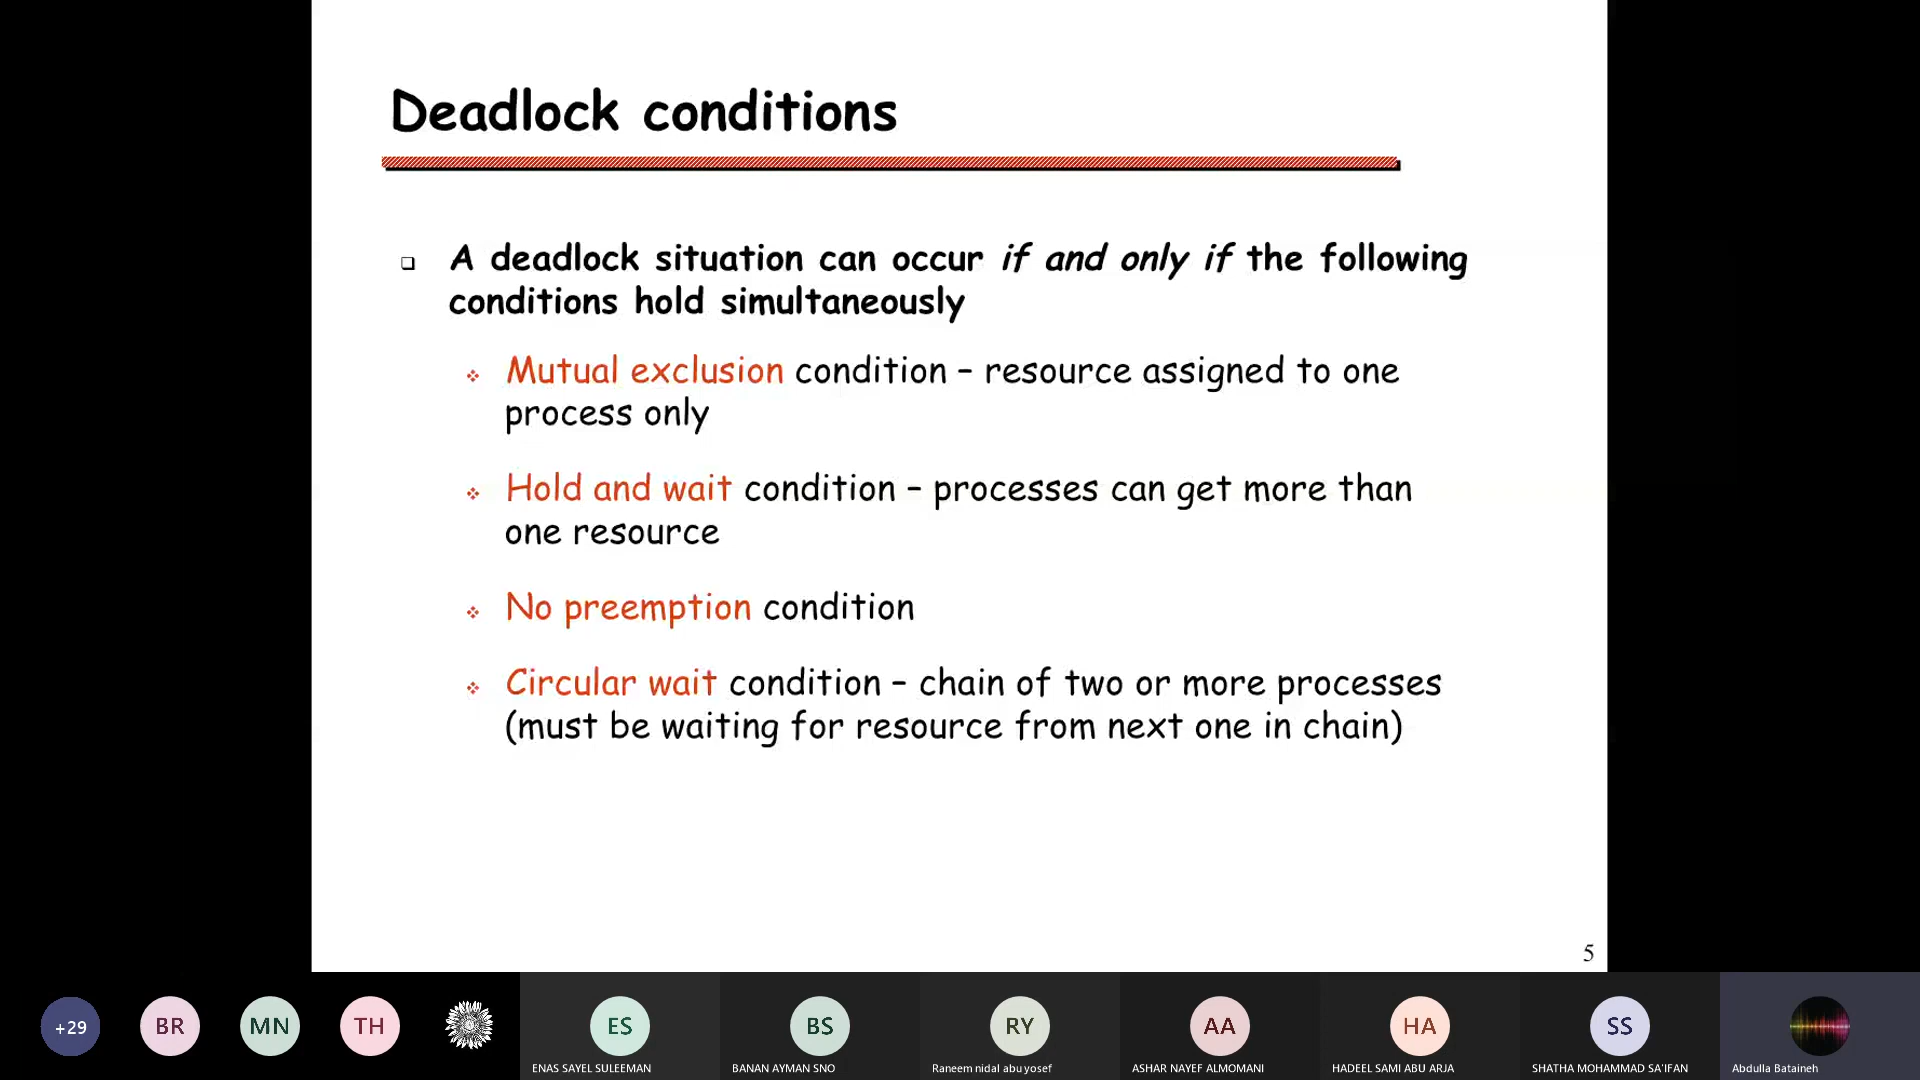 Deadlock conditions
A deadlock situation can occur if and only if the following
conditions hold simultaneously
Mutual exclusion condition – resource assigned to one
process only
Hold and wait condition – processes can get more than
one resource
No preemption condition
Circular wait condition – chain of two or more processes
(must be waiting for resource from next one in chain)
5
+29
BR
MN
TH
ES
BS
RY
AA
HA
SS
ENAS SAYEL SULEEMAN
BANAN AYMAN SNO
Raneem nidal abu yosef
ASHAR NAYEF ALMOMANI
HADEEL SAMI ABU ARJA
SHATHA MOHAMMAD SA'IFAN
Abdulla Bataineh